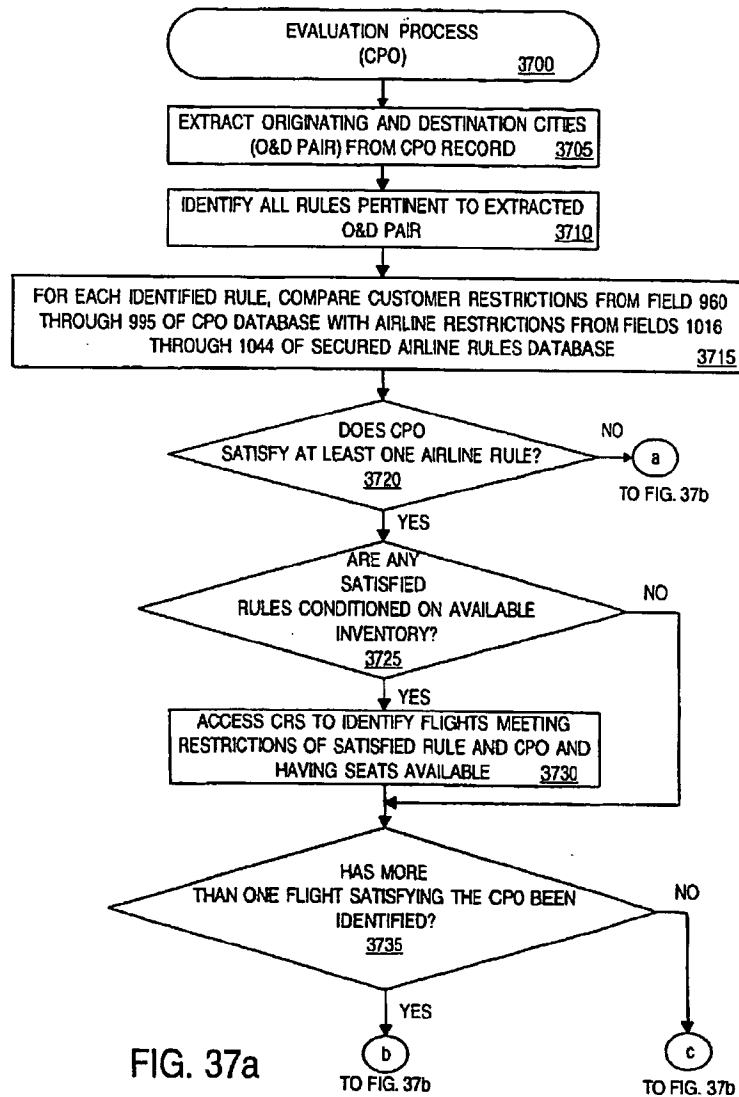 EVALUATION PROCESS
(CPO)
3700
EXTRACT ORIGINATING AND DESTINATION CITIES
(O&D PAIR) FROM CPO RECORD 3705
IDENTIFY ALL RULES PERTINENT TO EXTRACTED
O&D PAIR 3710
FOR EACH IDENTIFIED RULE, COMPARE CUSTOMER RESTRICTIONS FROM FIELD 960
THROUGH 995 OF CPO DATABASE WITH AIRLINE RESTRICTIONS FROM FIELDS 1016
THROUGH 1044 OF SECURED AIRLINE RULES DATABASE
3715
DOES CPO
SATISFY AT LEAST ONE AIRLINE RULE?
3720
NO
a
TO FIG. 37b
YES
ARE ANY
SATISFIED
RULES CONDITIONED ON AVAILABLE
INVENTORY?
3725
NO
YES
ACCESS CRS TO IDENTIFY FLIGHTS MEETING
RESTRICTIONS OF SATISFIED RULE AND CPO AND
HAVING SEATS AVAILABLE 3730
HAS MORE
THAN ONE FLIGHT SATISFYING THE CPO BEEN
IDENTIFIED?
3735
NO
YES
b
TO FIG. 37b
c
TO FIG. 37b
FIG. 37a